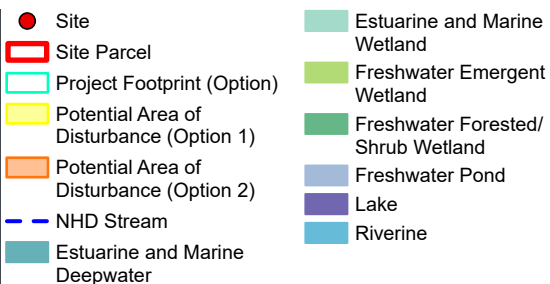 Site
Site Parcel
Project Footprint (Option)
Potential Area of
Disturbance (Option 1)
Potential Area of
Disturbance (Option 2)
NHD Stream
Estuarine and Marine
Deepwater
Estuarine and Marine
Wetland
Freshwater Emergent
Wetland
Freshwater Forested/
Shrub Wetland
Freshwater Pond
Lake
Riverine